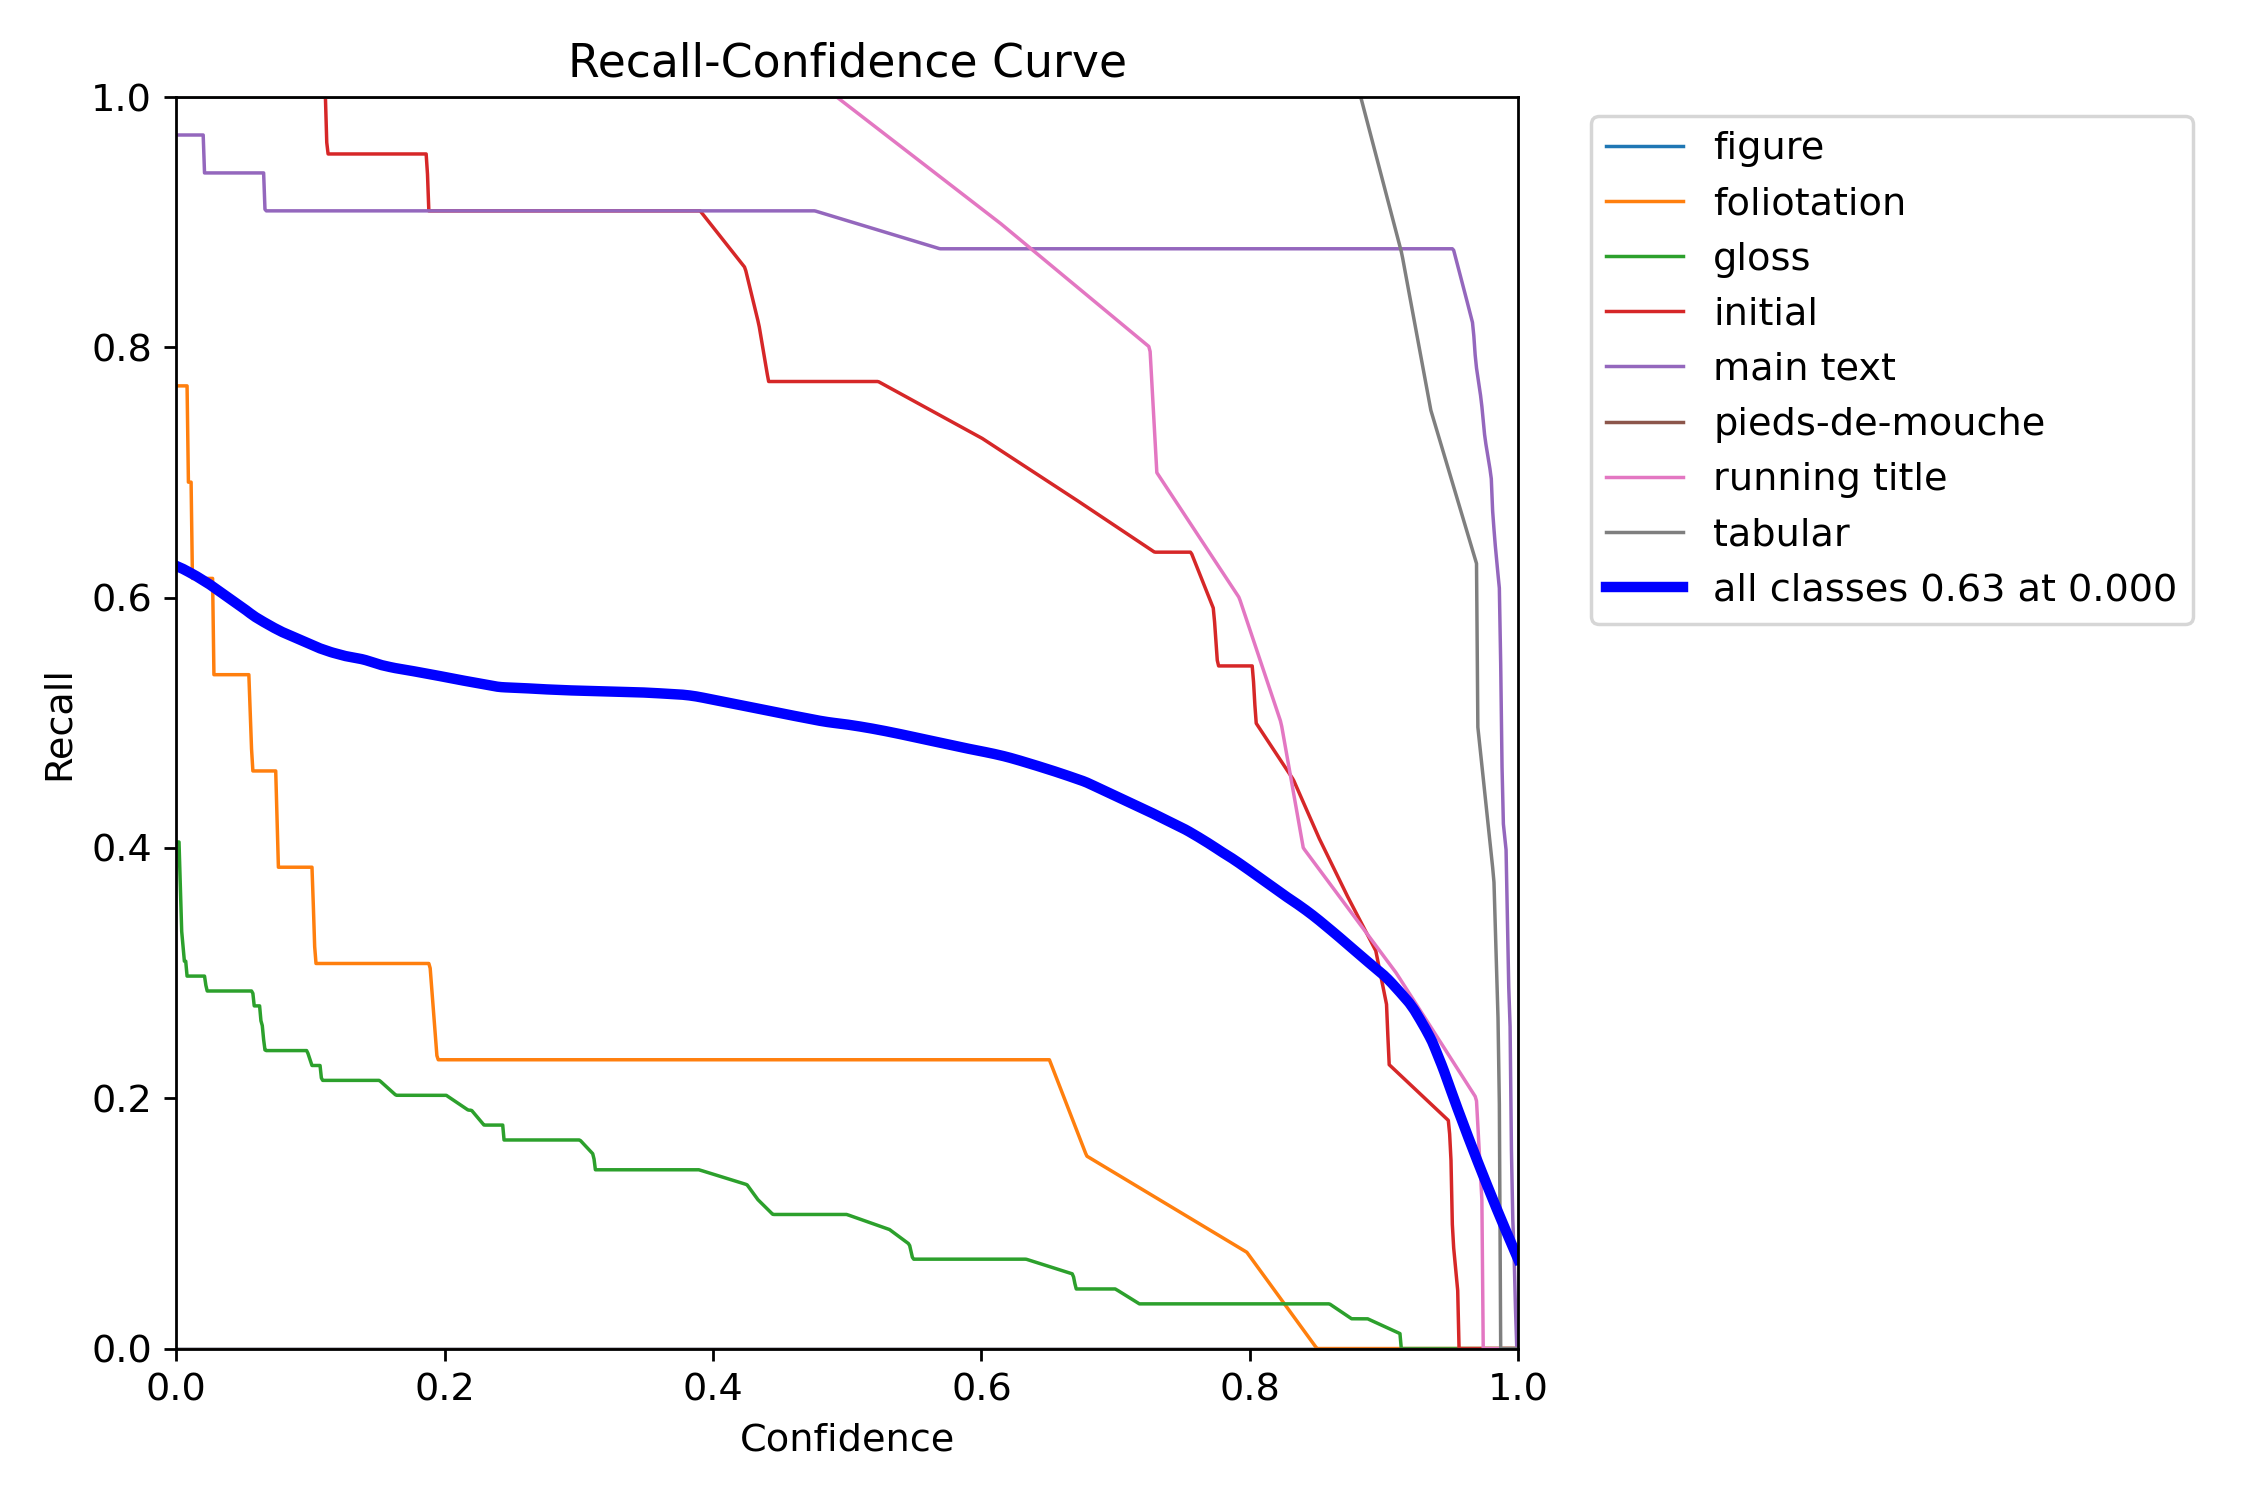 Recall-Confidence Curve
1.0
0.8
0.6
0.4
0.2
0.0
Recall
0.0 0.2 0.4 0.6 0.8 1.0
Confidence
figure
foliotation
gloss
initial
main text
pieds-de-mouche
running title
tabular
all classes 0.63 at 0.000